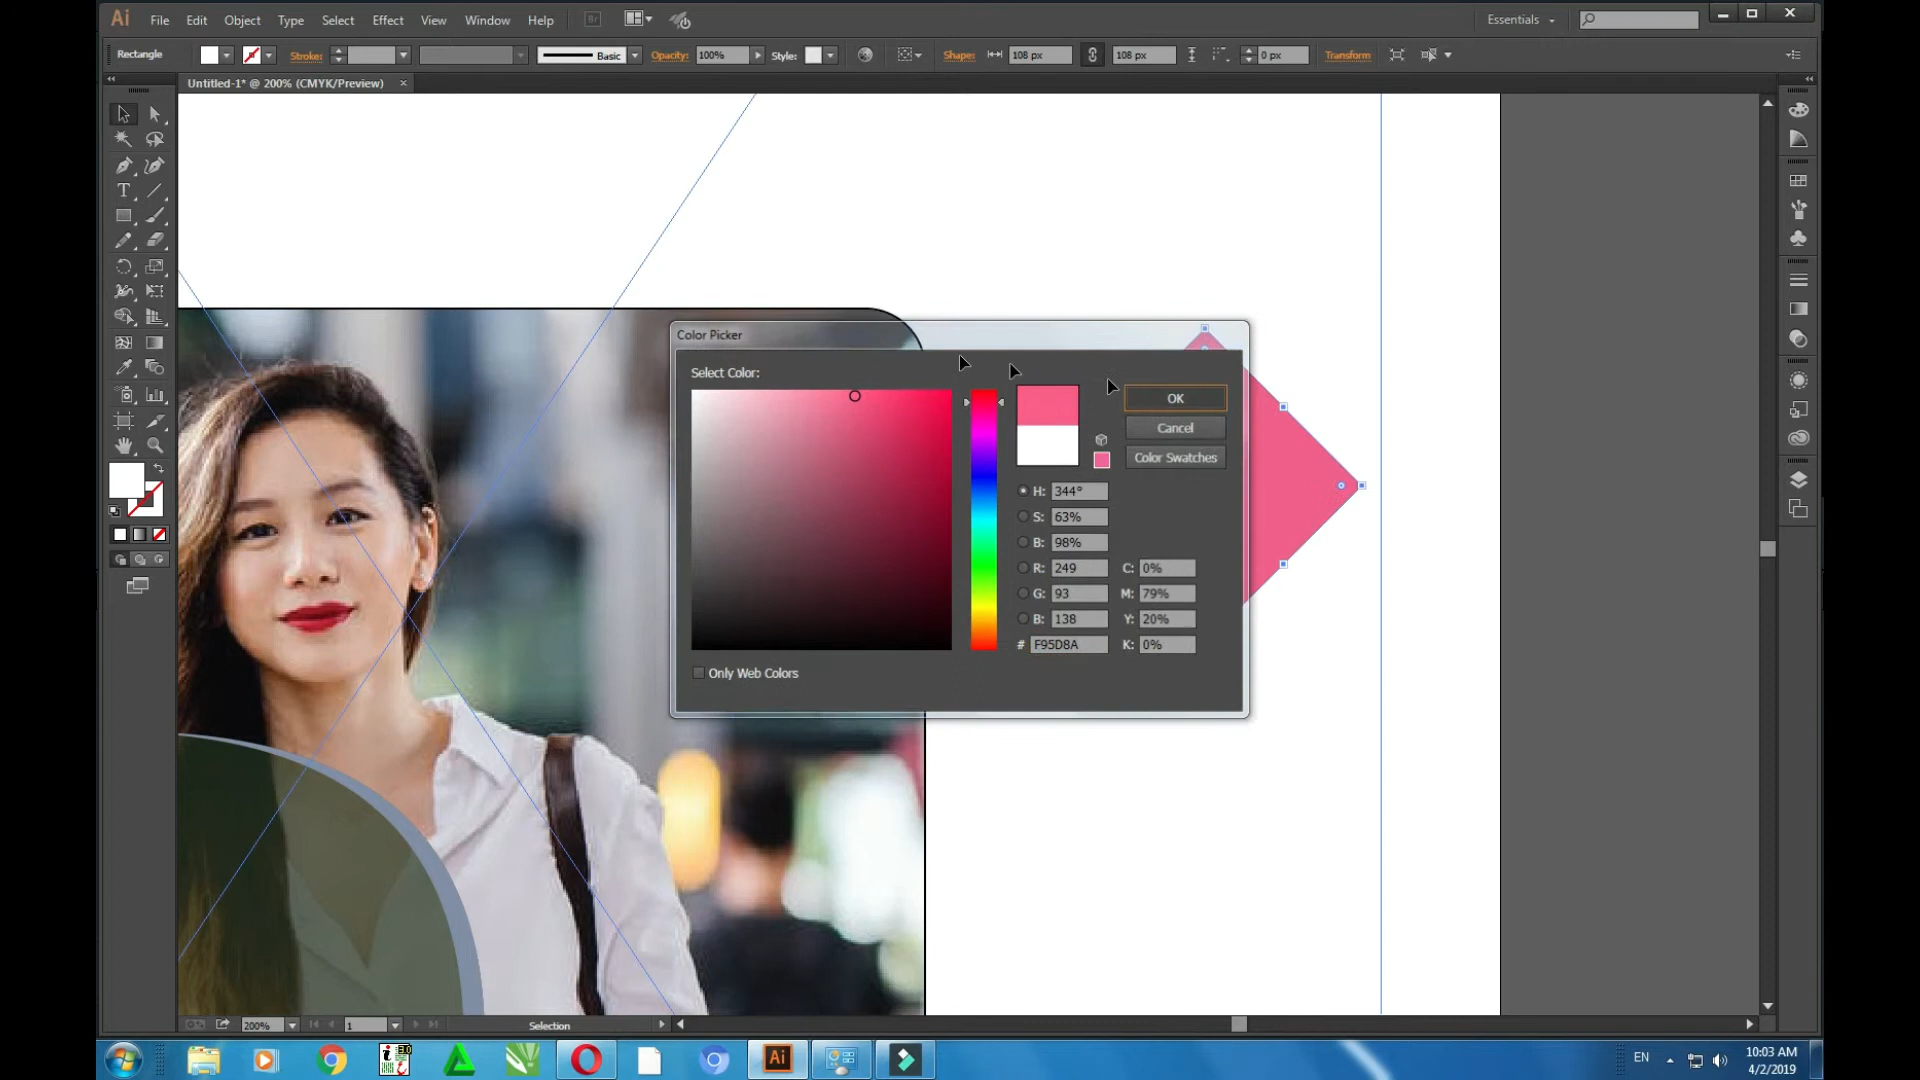 Ai File Edit Object Type Select Effect View Window Help Br Essentials
Rectangle Stroke: Basic Opacity: 100% Style: Shape: 108 px 108 px 0 px Transform
Untitled-1* @ 200% (CMYK/Preview) ×
Color Picker
Select Color:
OK
Cancel
Color Swatches
H: 344°
S: 63%
B: 98%
R: 249 C: 0%
G: 93 M: 79%
B: 138 Y: 20%
# F95D8A K: 0%
Only Web Colors
200% 1 Selection
Ai EN 10:03 AM
4/2/2019